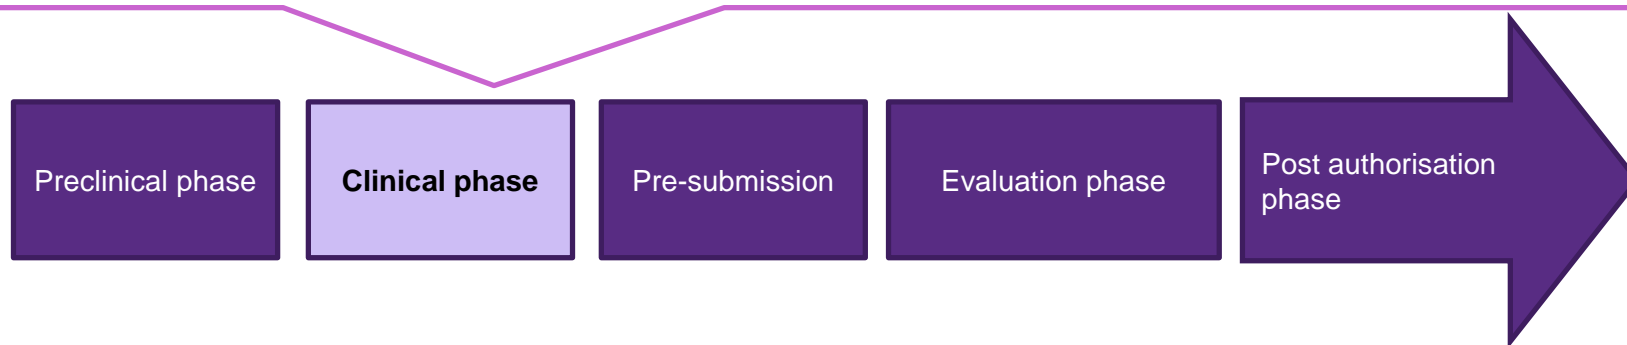 Preclinical phase
Clinical phase
Pre-submission
Evaluation phase
Post authorisation
phase